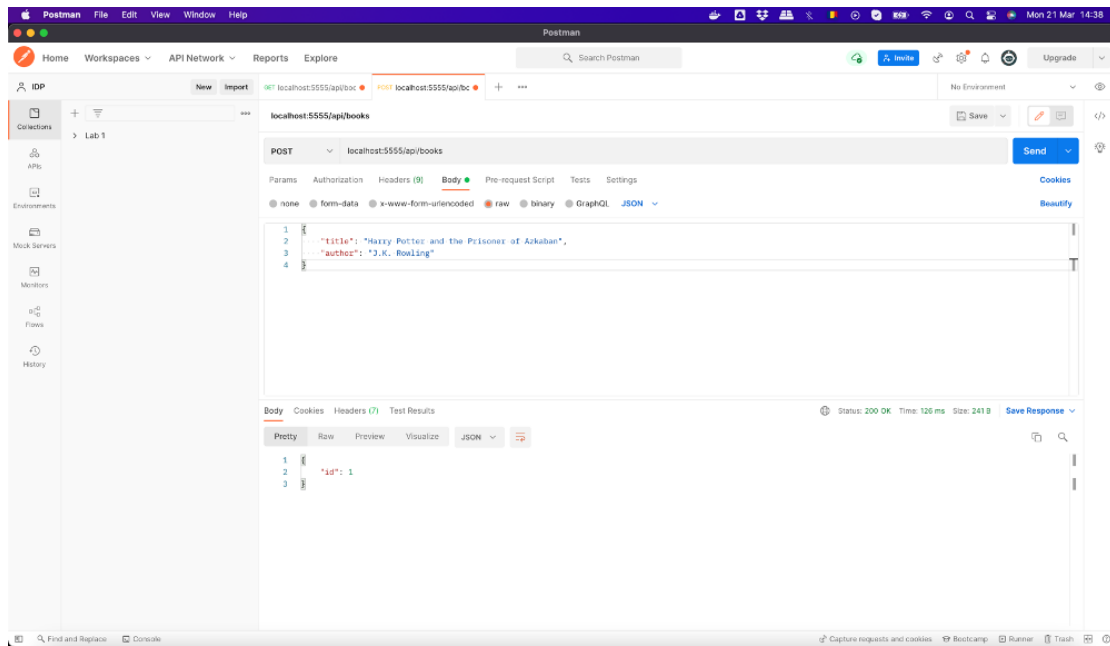 Postman File Edit View Window Help Mon 21 Mar 14:38
Postman
Home Workspaces API Network Reports Explore Search Postman Invite Upgrade
IDP New Import GET localhost:5555/api/boc POST localhost:5555/api/bc + No Environment
Collections
Lab 1
localhost:5555/api/books Save
APIs
POST localhost:5555/api/books Send
Params Authorization Headers (9) Body Pre-request Script Tests Settings Cookies
Environments
none form-data x-www-form-urlencoded raw binary GraphQL JSON Beautify
Mock Servers
1 {
2 "title": "Harry Potter and the Prisoner of Azkaban",
3 "author": "J.K. Rowling"
4 }
Monitors
Flows
History
Body Cookies Headers (7) Test Results Status: 200 OK Time: 126 ms Size: 241 B Save Response
Pretty Raw Preview Visualize JSON
1 {
2 "id": 1
3 }
Find and Replace Console Capture requests and cookies Bootcamp Runner Trash